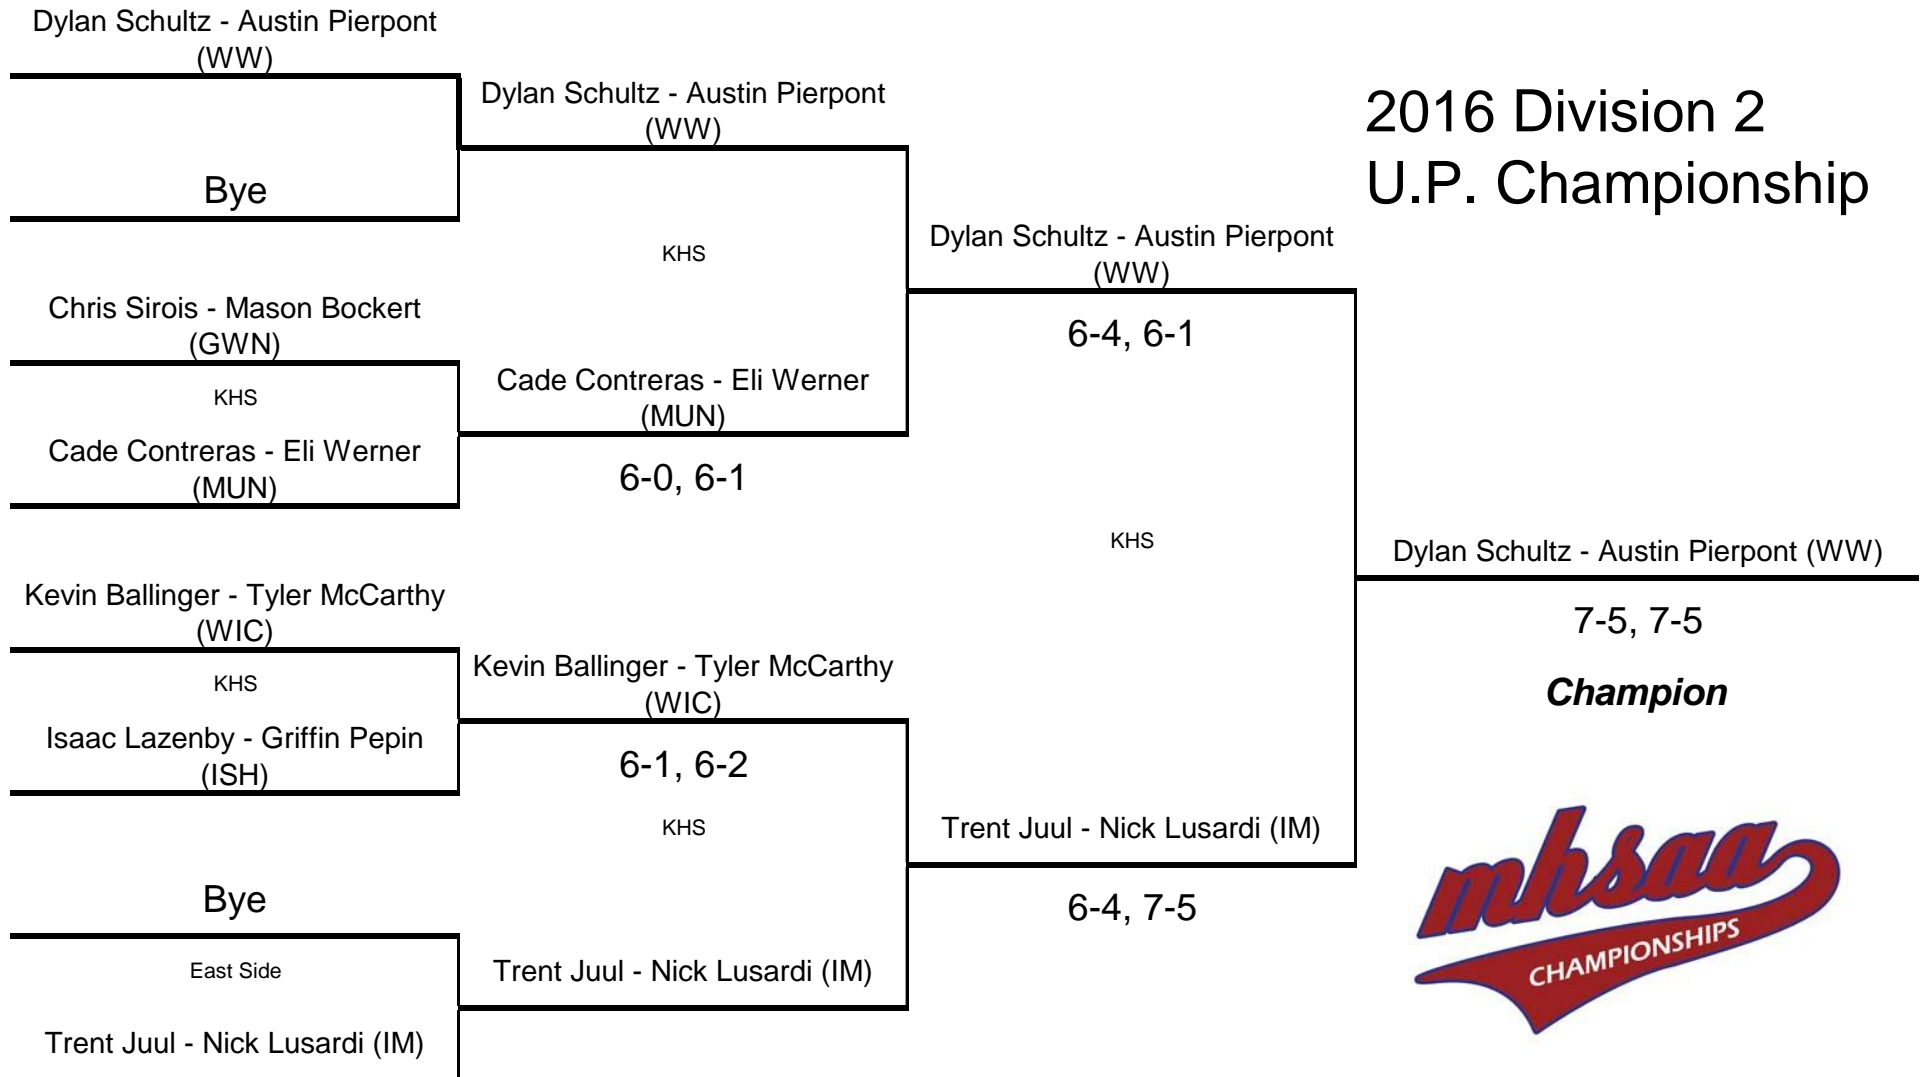 Dylan Schultz - Austin Pierpont
(WW)
Bye
Chris Sirois - Mason Bockert
(GWN)
KHS
Cade Contreras - Eli Werner
(MUN)
Kevin Ballinger - Tyler McCarthy
(WIC)
KHS
Isaac Lazenby - Griffin Pepin
(ISH)
Bye
East Side
Trent Juul - Nick Lusardi (IM)
Dylan Schultz - Austin Pierpont
(WW)
KHS
Cade Contreras - Eli Werner
(MUN)
6-0, 6-1
Kevin Ballinger - Tyler McCarthy
(WIC)
6-1, 6-2
KHS
Trent Juul - Nick Lusardi (IM)
Dylan Schultz - Austin Pierpont
(WW)
6-4, 6-1
KHS
Trent Juul - Nick Lusardi (IM)
6-4, 7-5
2016 Division 2
U.P. Championship
Dylan Schultz - Austin Pierpont (WW)
7-5, 7-5
Champion
mhsaa
CHAMPIONSHIPS